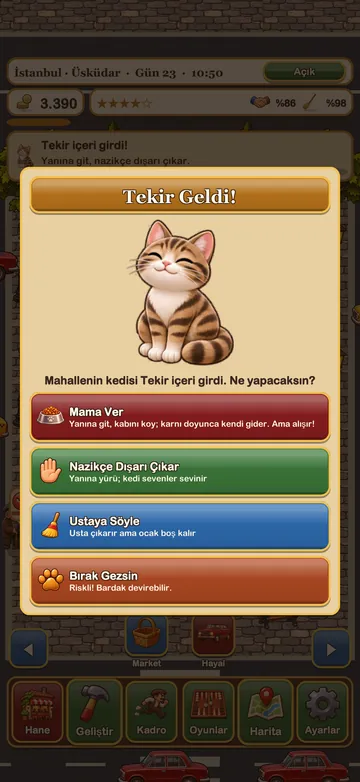 İstanbul · Üsküdar · Gün 23 · 10:50
Açık
3.390
%86
%98
Tekir içeri girdi!
Yanına git, nazikçe dışarı çıkar.
Tekir Geldi!
Mahallenin kedisi Tekir içeri girdi. Ne yapacaksın?
Mama Ver
Yanına git, kabını koy; karnı doyunca kendi gider. Ama alışır!
Nazikçe Dışarı Çıkar
Yanına yürü; kedi sevenler sevinir
Ustaya Söyle
Usta çıkarır ama ocak boş kalır
Bırak Gezsin
Riskli! Bardak devirebilir.
Market
Hayal
Hane
Geliştir
Kadro
Oyunlar
Harita
Ayarlar